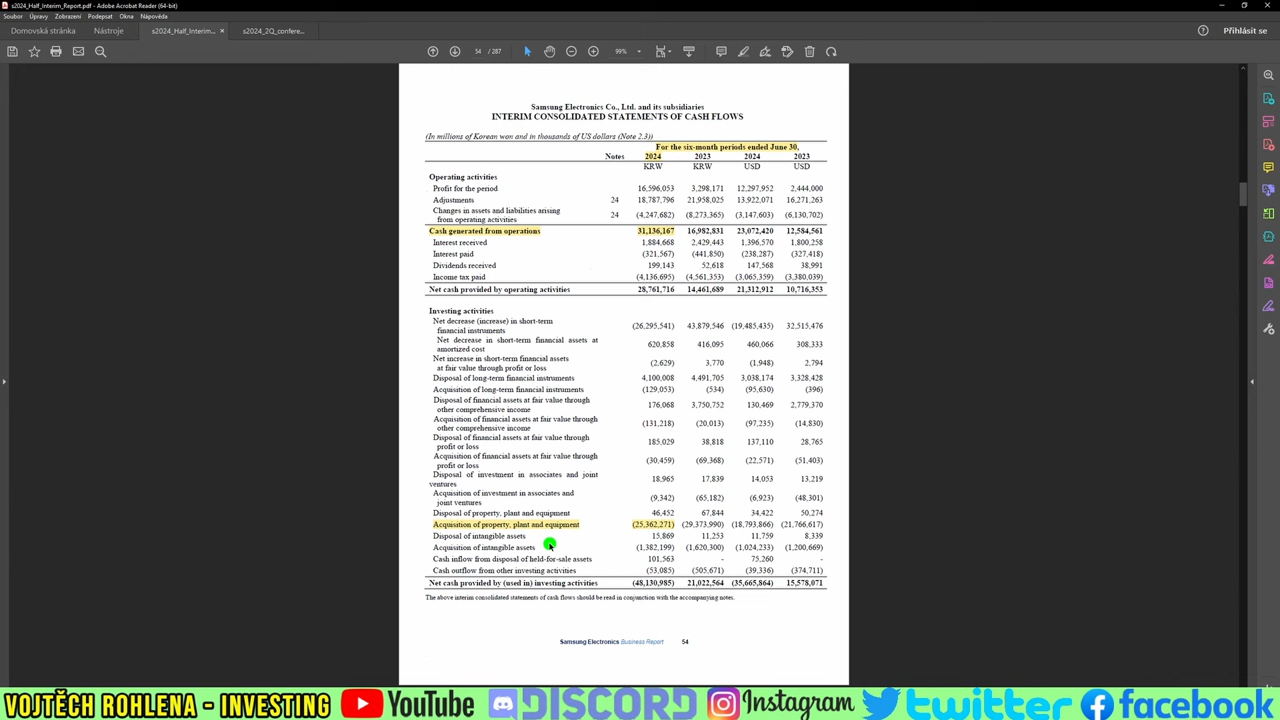 s2024_Half_Interim_Report.pdf - Adobe Acrobat Reader (64-bit)
Soubor Úpravy Zobrazení Podepsat Okna Nápověda
Domovská stránka Nástroje s2024_Half_Interim... × s2024_2Q_confere... Přihlásit se
54 / 287 99%
Samsung Electronics Co., Ltd. and its subsidiaries
INTERIM CONSOLIDATED STATEMENTS OF CASH FLOWS
(In millions of Korean won and in thousands of US dollars (Note 2.3))
For the six-month periods ended June 30,
Notes 2024 2023 2024 2023
KRW KRW USD USD
Operating activities
Profit for the period 16,596,053 3,298,171 12,297,952 2,444,000
Adjustments 24 18,787,796 21,958,025 13,922,071 16,271,263
Changes in assets and liabilities arising
from operating activities 24 (4,247,682) (8,273,365) (3,147,603) (6,130,702)
Cash generated from operations 31,136,167 16,982,831 23,072,420 12,584,561
Interest received 1,884,668 2,429,443 1,396,570 1,800,258
Interest paid (321,567) (441,850) (238,287) (327,418)
Dividends received 199,143 52,618 147,568 38,991
Income tax paid (4,136,695) (4,561,353) (3,065,359) (3,380,039)
Net cash provided by operating activities 28,761,716 14,461,689 21,312,912 10,716,353
Investing activities
Net decrease (increase) in short-term
financial instruments (26,295,541) 43,879,546 (19,485,435) 32,515,476
Net decrease in short-term financial assets at
amortized cost 620,858 416,095 460,066 308,333
Net increase in short-term financial assets
at fair value through profit or loss (2,629) 3,770 (1,948) 2,794
Disposal of long-term financial instruments 4,100,008 4,491,705 3,038,174 3,328,428
Acquisition of long-term financial instruments (129,053) (534) (95,630) (396)
Disposal of financial assets at fair value through
other comprehensive income 176,068 3,750,752 130,469 2,779,370
Acquisition of financial assets at fair value through
other comprehensive income (131,218) (20,013) (97,235) (14,830)
Disposal of financial assets at fair value through
profit or loss 185,029 38,818 137,110 28,765
Acquisition of financial assets at fair value through
profit or loss (30,459) (69,368) (22,571) (51,403)
Disposal of investment in associates and joint
ventures 18,965 17,839 14,053 13,219
Acquisition of investment in associates and
joint ventures (9,342) (65,182) (6,923) (48,301)
Disposal of property, plant and equipment 46,452 67,844 34,422 50,274
Acquisition of property, plant and equipment (25,362,271) (29,373,990) (18,793,866) (21,766,617)
Disposal of intangible assets 15,869 11,253 11,759 8,339
Acquisition of intangible assets (1,382,199) (1,620,300) (1,024,233) (1,200,669)
Cash inflow from disposal of held-for-sale assets 101,563 - 75,260 -
Cash outflow from other investing activities (53,085) (505,671) (39,336) (374,711)
Net cash provided by (used in) investing activities (48,130,985) 21,022,564 (35,665,864) 15,578,071
The above interim consolidated statements of cash flows should be read in conjunction with the accompanying notes.
Samsung Electronics Business Report 54
VOJTĚCH ROHLENA - INVESTING YouTube DISCORD Instagram twitter facebook